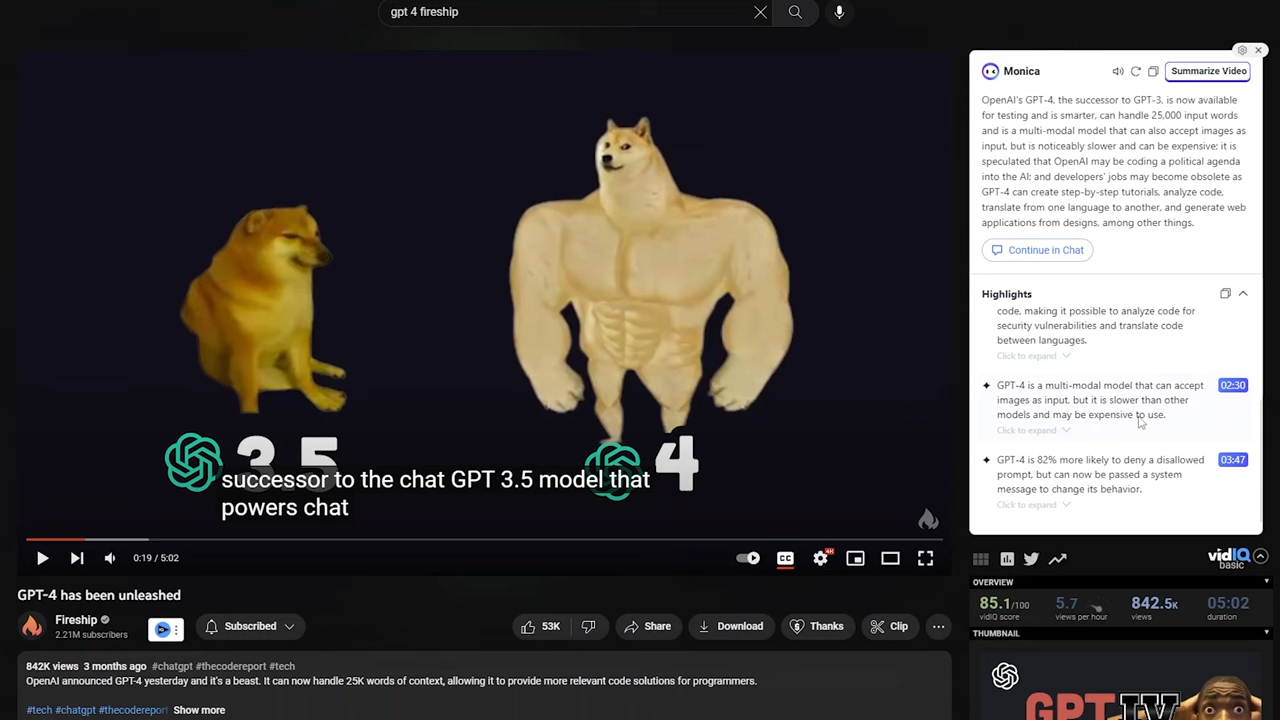 gpt 4 fireship
Monica
Summarize Video
OpenAI's GPT-4, the successor to GPT-3, is now available
for testing and is smarter, can handle 25,000 input words
and is a multi-modal model that can also accept images as
input, but is noticeably slower and can be expensive; it is
speculated that OpenAI may be coding a political agenda
into the AI; and developers' jobs may become obsolete as
GPT-4 can create step-by-step tutorials, analyze code,
translate from one language to another, and generate web
applications from designs, among other things.
Continue in Chat
Highlights
code, making it possible to analyze code for
security vulnerabilities and translate code
between languages.
Click to expand
GPT-4 is a multi-modal model that can accept
02:30
images as input, but it is slower than other
models and may be expensive to use.
Click to expand
GPT-4 is 82% more likely to deny a disallowed
03:47
prompt, but can now be passed a system
message to change its behavior.
Click to expand
3.5
4
successor to the chat GPT 3.5 model that
powers chat
0:19 / 5:02
CC
4K
GPT-4 has been unleashed
Fireship
2.21M subscribers
Subscribed
53K
Share
Download
Thanks
Clip
842K views 3 months ago #chatgpt #thecodereport #tech
OpenAI announced GPT-4 yesterday and it's a beast. It can now handle 25K words of context, allowing it to provide more relevant code solutions for programmers.
#tech #chatgpt #thecodereport Show more
vidIQ
basic
OVERVIEW
85.1/100
vidIQ score
5.7
views per hour
842.5K
views
05:02
duration
THUMBNAIL
GPT IV